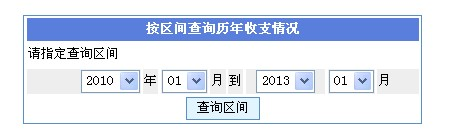 按区间查询历年收支情况
请指定查询区间
2010 年 01 月 到 2013 01 月
查询区间